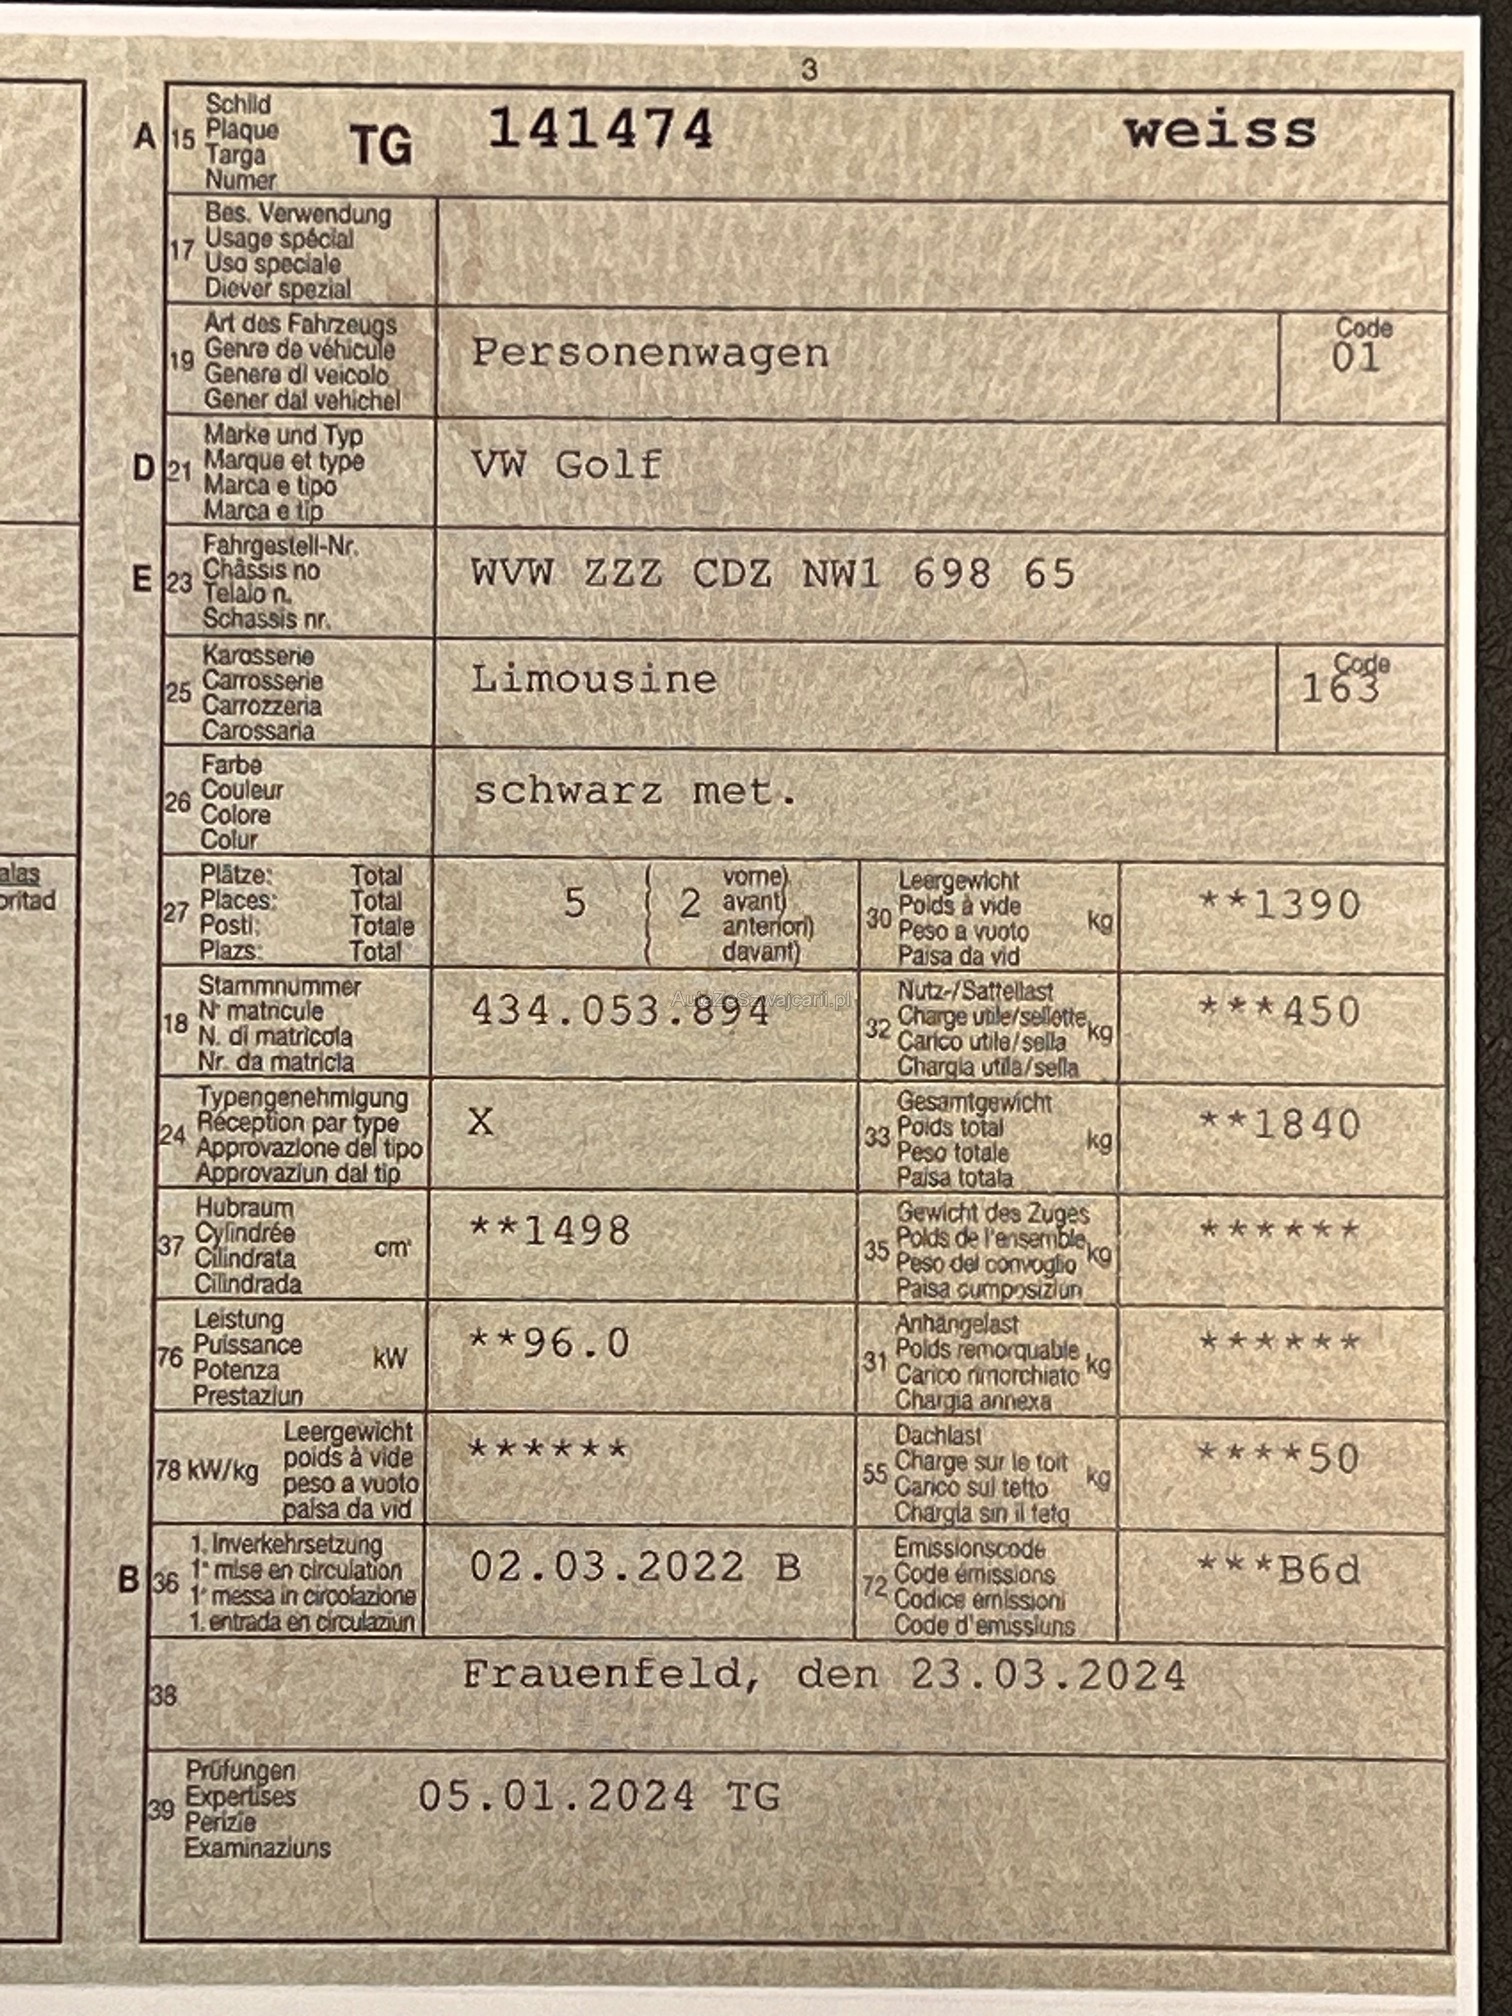 3
A 15 Schild
Plaque
Targa
Numer
TG 141474 weiss
17 Bes. Verwendung
Usage spécial
Uso speciale
Diever spezial
19 Art des Fahrzeugs
Genre de véhicule
Genere di veicolo
Gener dal vehichel
Personenwagen
Code
01
D 21 Marke und Typ
Marque et type
Marca e tipo
Marca e tip
VW Golf
E 23 Fahrgestell-Nr.
Châssis no
Telaio n.
Schassis nr.
WVW ZZZ CDZ NW1 698 65
25 Karosserie
Carrosserie
Carrozzeria
Carossaria
Limousine
Code
163
26 Farbe
Couleur
Colore
Colur
schwarz met.
alas
oritad
27 Plätze: Total
Places: Total
Posti: Totale
Plazs: Total
5 ( 2 vorne)
( avant)
( anteriori)
( davant)
30 Leergewicht
Poids à vide
Peso a vuoto
Paisa da vid
kg
**1390
18 Stammnummer
Nº matricule
N. di matricola
Nr. da matricla
434.053.894
AutaZeSzwajcarii.pl
32 Nutz-/Sattellast
Charge utile/sellette
Carico utile/sella
Chargia utila/sella
kg
***450
24 Typengenehmigung
Réception par type
Approvazione del tipo
Approvaziun dal tip
X
33 Gesamtgewicht
Poids total
Peso totale
Paisa totala
kg
**1840
37 Hubraum
Cylindrée
Cilindrata
Cilindrada
cm³
**1498
35 Gewicht des Zuges
Poids de l'ensemble
Peso del convoglio
Paisa cumposiziun
kg
******
76 Leistung
Puissance
Potenza
Prestaziun
kW
**96.0
31 Anhängelast
Poids remorquable
Carico rimorchiato
Chargia annexa
kg
******
78 kW/kg Leergewicht
poids à vide
peso a vuoto
paisa da vid
******
55 Dachlast
Charge sur le toit
Carico sul tetto
Chargia sin il tetg
kg
****50
B 36 1. Inverkehrsetzung
1re mise en circulation
1a messa in circolazione
1. entrada en circulaziun
02.03.2022 B
72 Emissionscode
Code émissions
Codice emissioni
Code d'emissiuns
***B6d
38 Frauenfeld, den 23.03.2024
39 Prüfungen
Expertises
Perizie
Examinaziuns
05.01.2024 TG